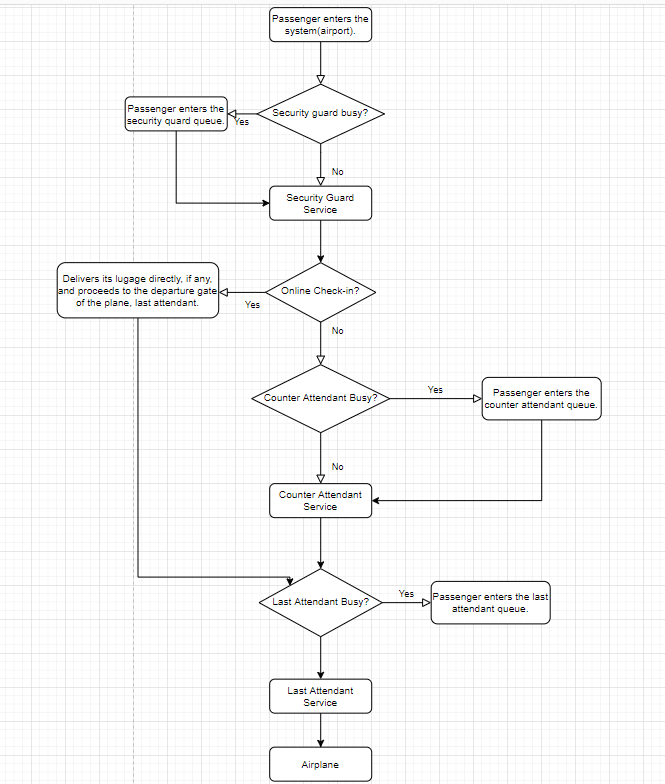 Passenger enters the
system(airport).
Security guard busy?
Passenger enters the
security quard queue.
Yes
No
Security Guard
Service
Online Check-in?
Delivers its lugage directly, if any,
and proceeds to the departure gate
of the plane, last attendant.
Yes
No
Counter Attendant Busy?
Yes
Passenger enters the
counter attendant queue.
No
Counter Attendant
Service
Last Attendant Busy?
Yes
Passenger enters the last
attendant queue.
Last Attendant
Service
Airplane